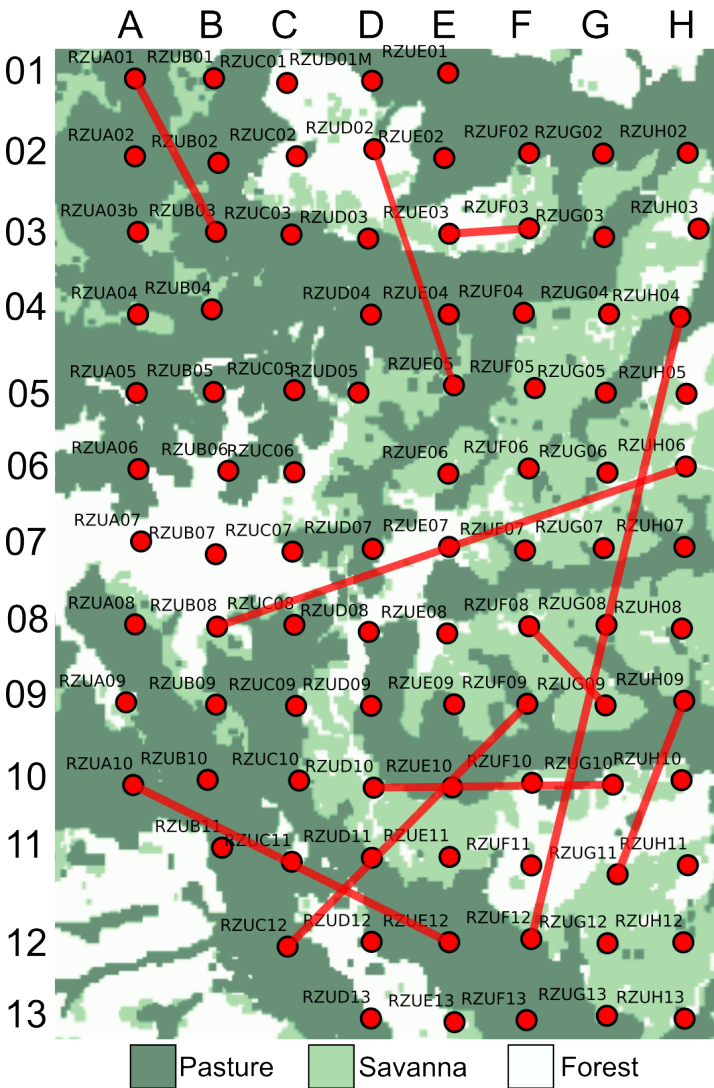 A B C D E F G H
01 RZUA01 RZUB01 RZUC01 RZUD01M RZUE01
02 RZUA02 RZUB02 RZUC02 RZUD02 RZUE02 RZUF02 RZUG02 RZUH02
03 RZUA03b RZUB03 RZUC03 RZUD03 RZUE03 RZUF03 RZUG03 RZUH03
04 RZUA04 RZUB04 RZUD04 RZUE04 RZUF04 RZUG04 RZUH04
05 RZUA05 RZUB05 RZUC05 RZUD05 RZUE05 RZUF05 RZUG05 RZUH05
06 RZUA06 RZUB06 RZUC06 RZUE06 RZUF06 RZUG06 RZUH06
07 RZUA07 RZUB07 RZUC07 RZUD07 RZUE07 RZUF07 RZUG07 RZUH07
08 RZUA08 RZUB08 RZUC08 RZUD08 RZUE08 RZUF08 RZUG08 RZUH08
09 RZUA09 RZUB09 RZUC09 RZUD09 RZUE09 RZUF09 RZUG09 RZUH09
10 RZUA10 RZUB10 RZUC10 RZUD10 RZUE10 RZUF10 RZUG10 RZUH10
11 RZUB11 RZUC11 RZUD11 RZUE11 RZUF11 RZUG11 RZUH11
12 RZUC12 RZUD12 RZUE12 RZUF12 RZUG12 RZUH12
13 RZUD13 RZUE13 RZUF13 RZUG13 RZUH13
Pasture Savanna Forest